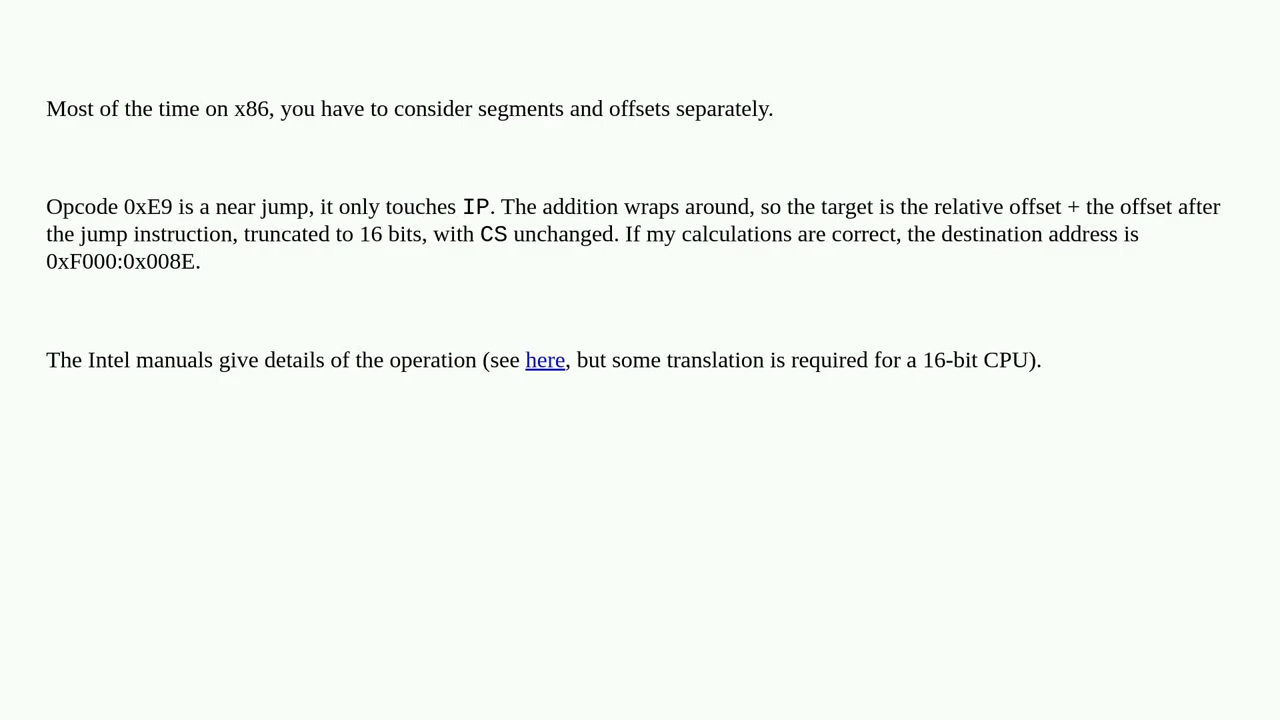 Most of the time on x86, you have to consider segments and offsets separately.
Opcode 0xE9 is a near jump, it only touches IP. The addition wraps around, so the target is the relative offset + the offset after
the jump instruction, truncated to 16 bits, with CS unchanged. If my calculations are correct, the destination address is
0xF000:0x008E.
The Intel manuals give details of the operation (see here, but some translation is required for a 16-bit CPU).